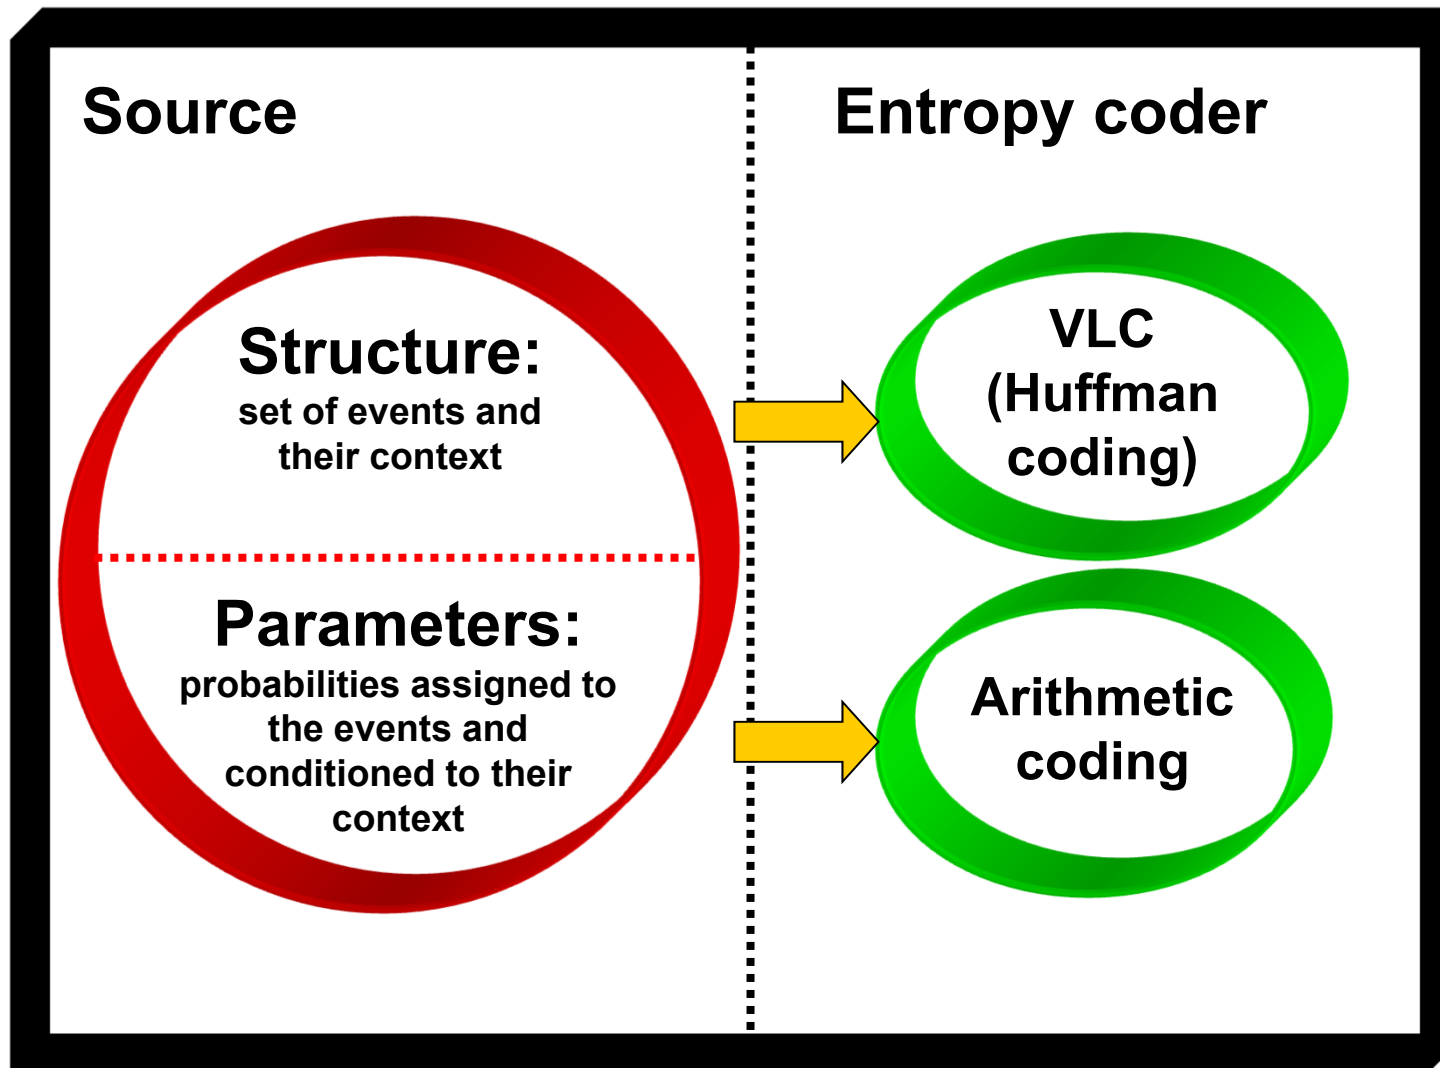 Source
Structure:
set of events and
their context
Parameters:
probabilities assigned to
the events and
conditioned to their
context
Entropy coder
VLC
(Huffman
coding)
Arithmetic
coding